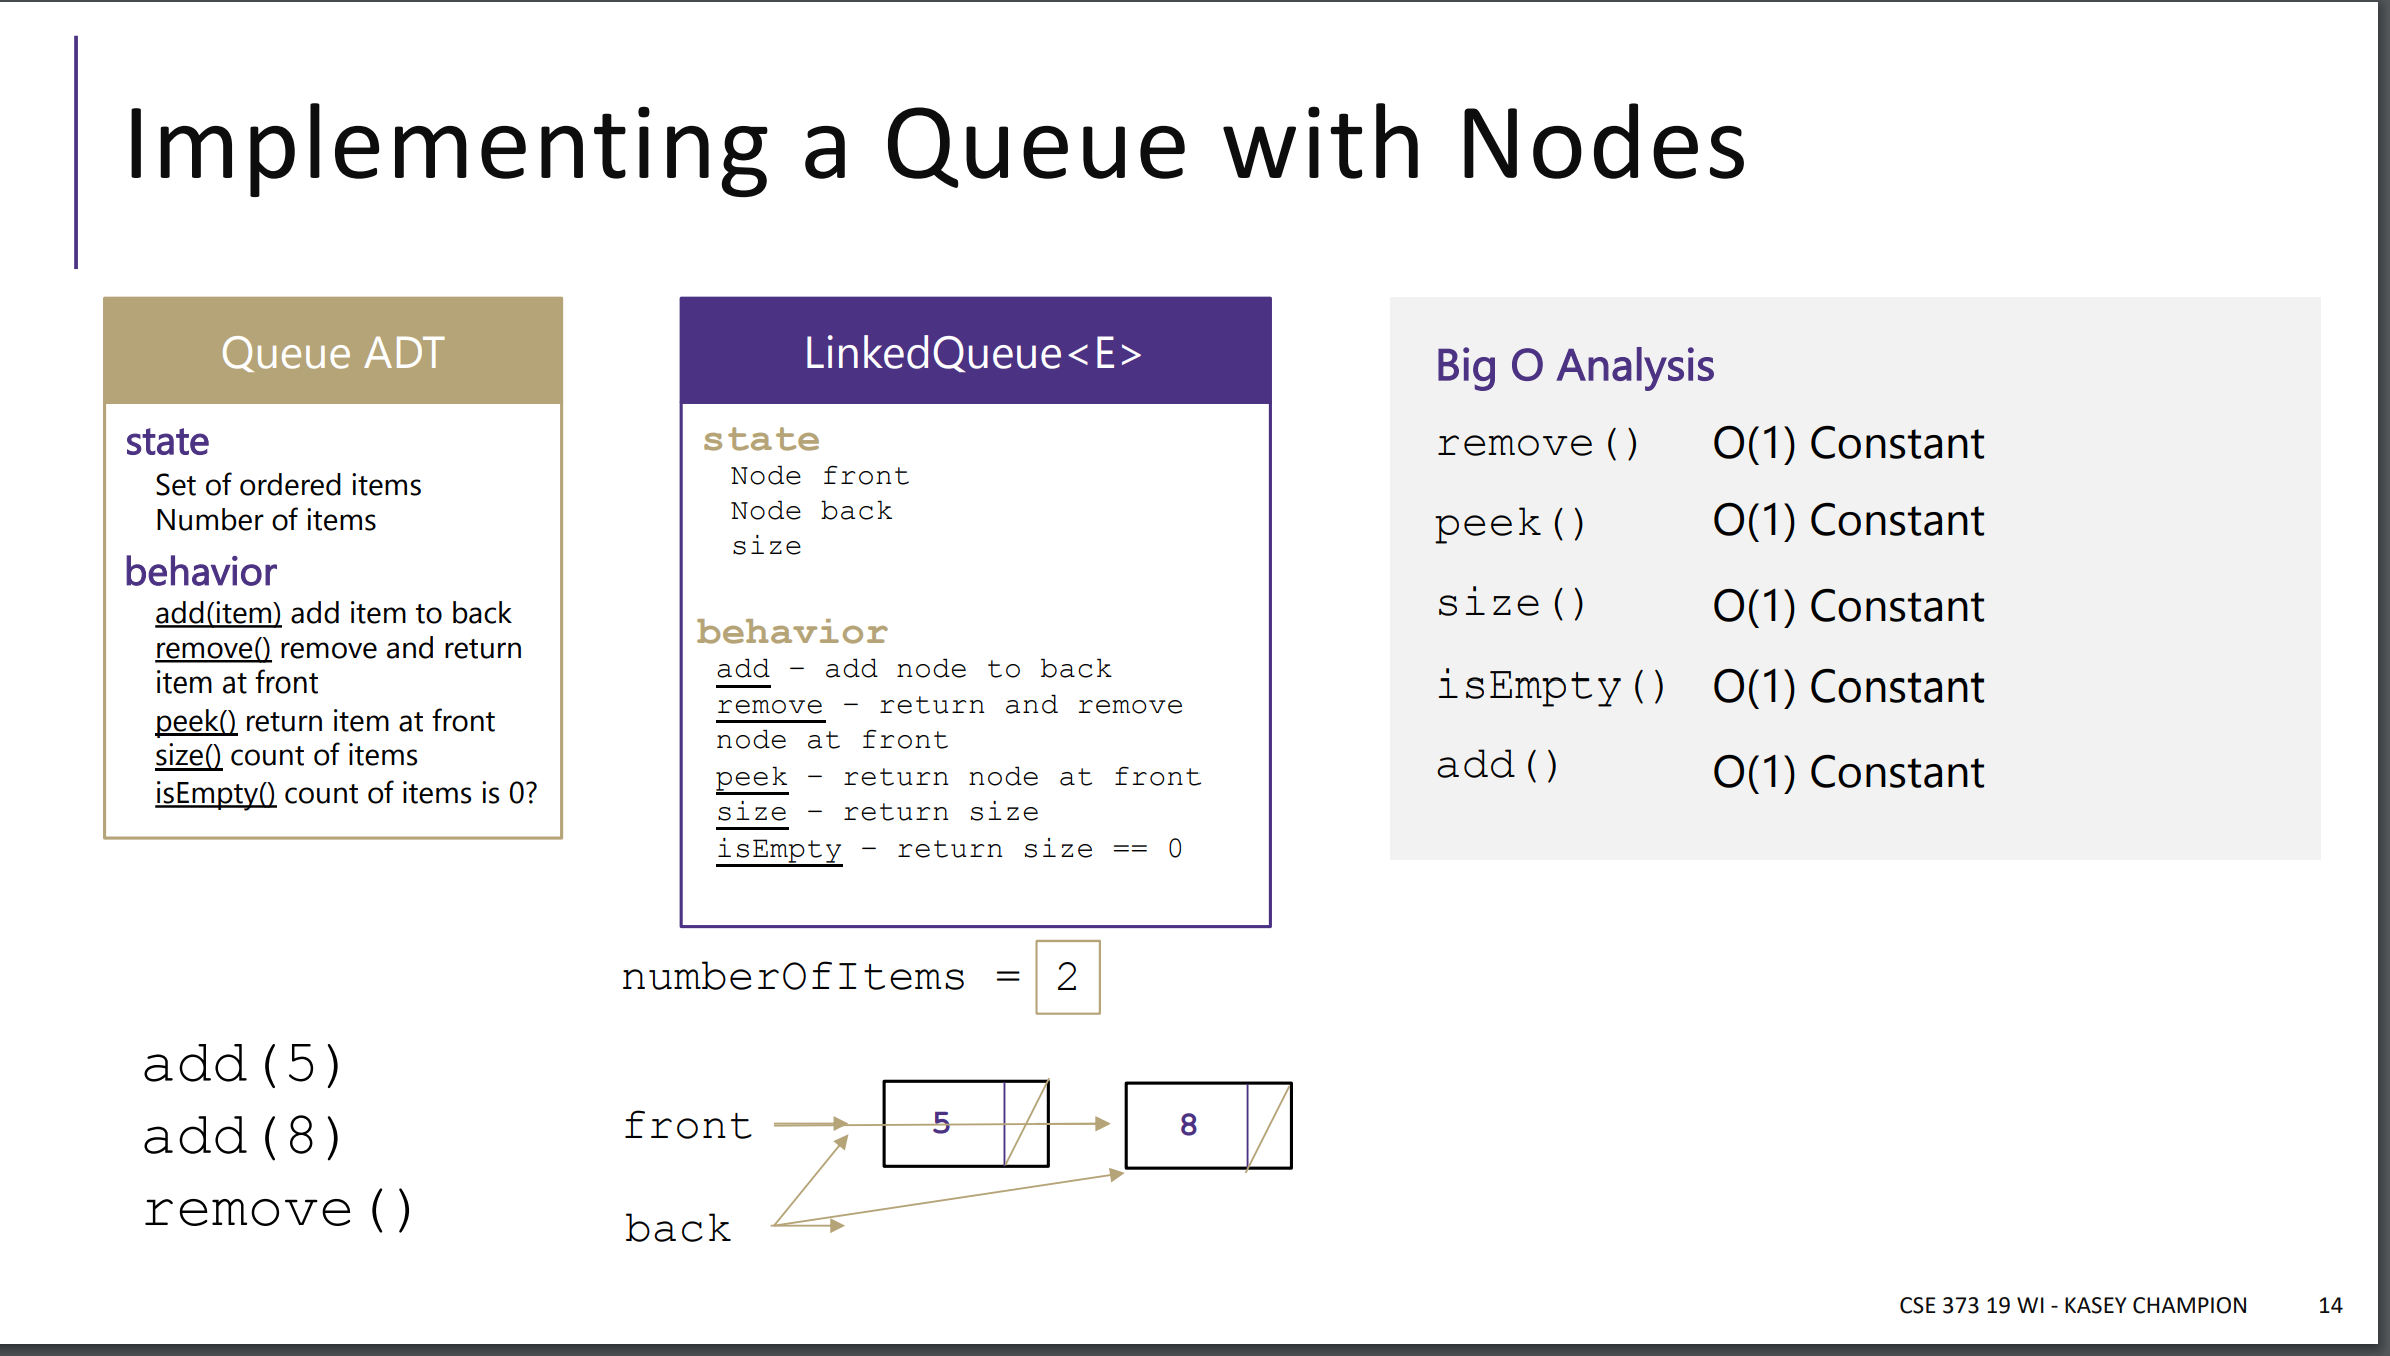 Implementing a Queue with Nodes
Queue ADT
state
Set of ordered items
Number of items
behavior
add(item) add item to back
remove() remove and return
item at front
peek() return item at front
size() count of items
isEmpty() count of items is 0?
LinkedQueue<E>
state
Node front
Node back
size
behavior
add – add node to back
remove – return and remove
node at front
peek – return node at front
size – return size
isEmpty – return size == 0
Big O Analysis
remove() O(1) Constant
peek() O(1) Constant
size() O(1) Constant
isEmpty() O(1) Constant
add() O(1) Constant
numberOfItems = 2
add(5)
add(8)
remove()
front 5 8
back
CSE 373 19 WI - KASEY CHAMPION 14